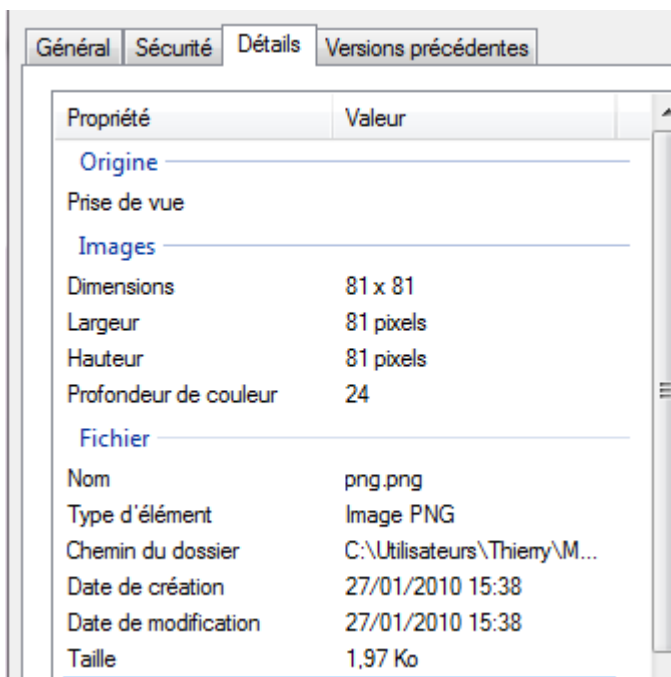 Général Sécurité Détails Versions précédentes
Propriété Valeur
Origine
Prise de vue
Images
Dimensions 81 x 81
Largeur 81 pixels
Hauteur 81 pixels
Profondeur de couleur 24
Fichier
Nom png.png
Type d'élément Image PNG
Chemin du dossier C:\Utilisateurs\Thierry\M...
Date de création 27/01/2010 15:38
Date de modification 27/01/2010 15:38
Taille 1,97 Ko